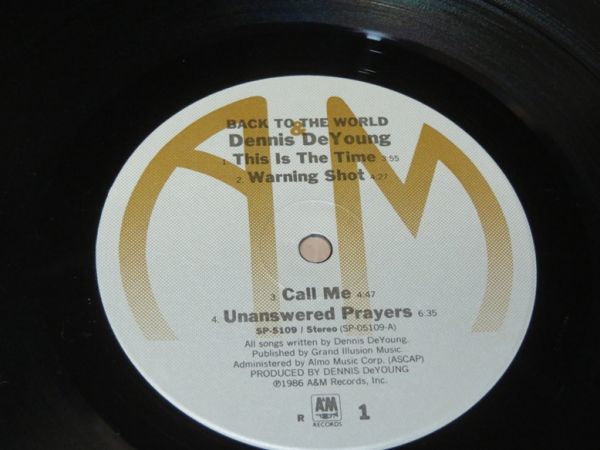 A&M
BACK TO THE WORLD
Dennis DeYoung
1. This Is The Time 3:55
2. Warning Shot 4:27
3. Call Me 4:47
4. Unanswered Prayers 6:35
SP-5109 / Stereo (SP-05109-A)
All songs written by Dennis DeYoung.
Published by Grand Illusion Music.
Administered by Almo Music Corp. (ASCAP)
PRODUCED BY DENNIS DeYOUNG
℗1986 A&M Records, Inc.
R A&M 1
RECORDS